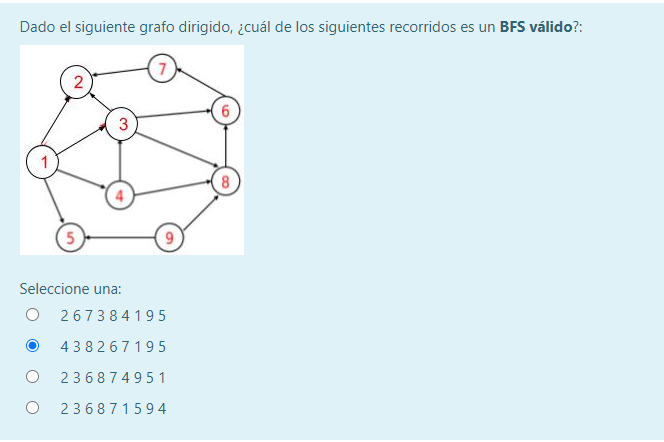 Dado el siguiente grafo dirigido, ¿cuál de los siguientes recorridos es un BFS válido?:
7
2
6
3
1
8
4
5
9
Seleccione una:
2 6 7 3 8 4 1 9 5
4 3 8 2 6 7 1 9 5
2 3 6 8 7 4 9 5 1
2 3 6 8 7 1 5 9 4